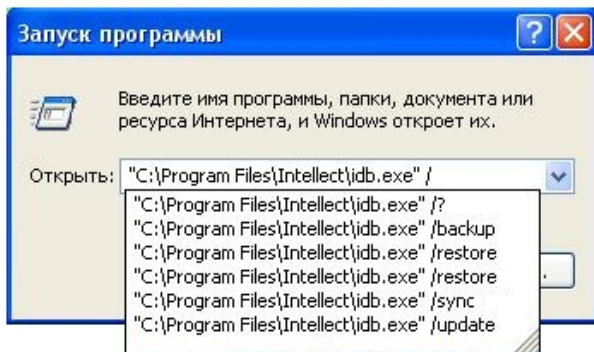 Запуск программы
Введите имя программы, папки, документа или
ресурса Интернета, и Windows откроет их.
Открыть: "C:\Program Files\Intellect\idb.exe" /
"C:\Program Files\Intellect\idb.exe" /?
"C:\Program Files\Intellect\idb.exe" /backup
"C:\Program Files\Intellect\idb.exe" /restore
"C:\Program Files\Intellect\idb.exe" /restore
"C:\Program Files\Intellect\idb.exe" /sync
"C:\Program Files\Intellect\idb.exe" /update